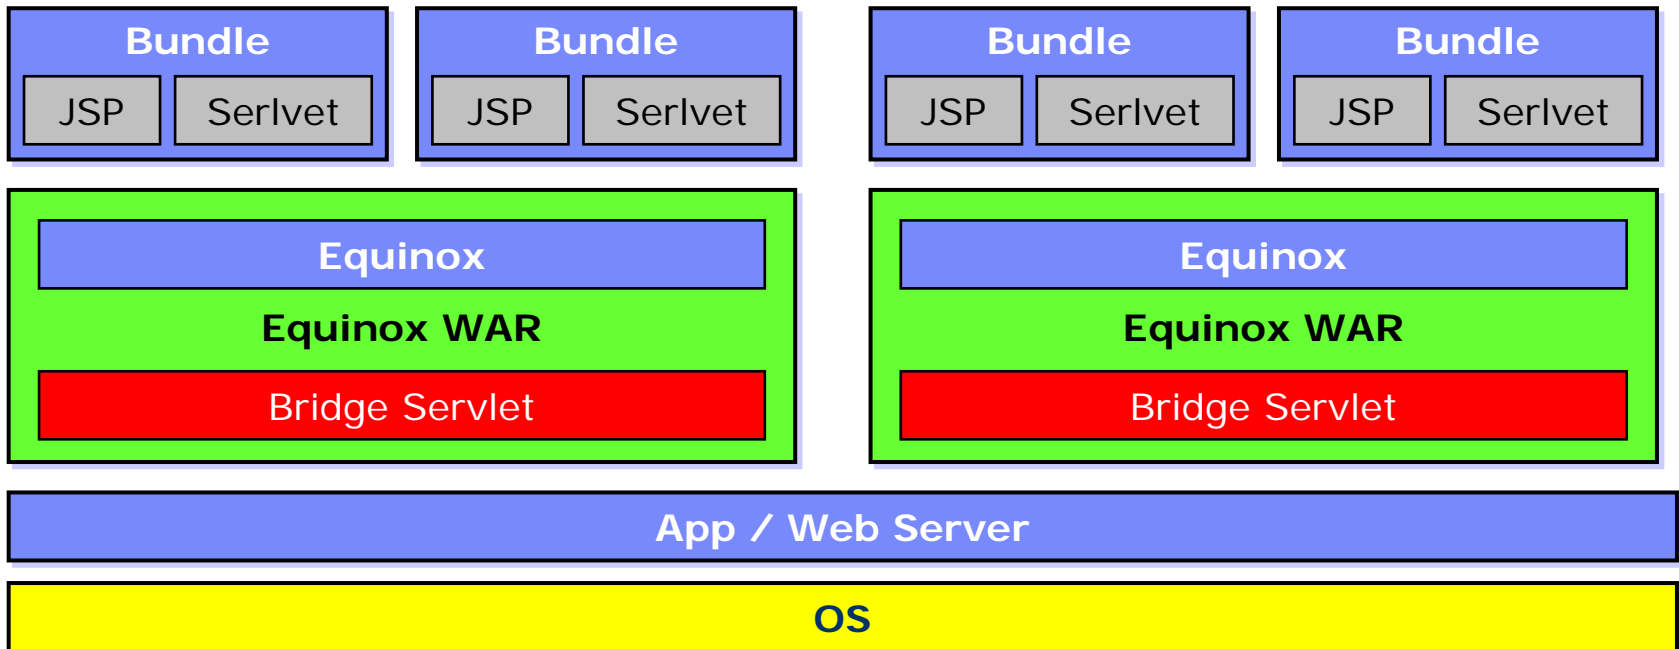 Bundle Bundle Bundle Bundle
JSP Serlvet JSP Serlvet JSP Serlvet JSP Serlvet
Equinox Equinox
Equinox WAR Equinox WAR
Bridge Servlet Bridge Servlet
App / Web Server
OS